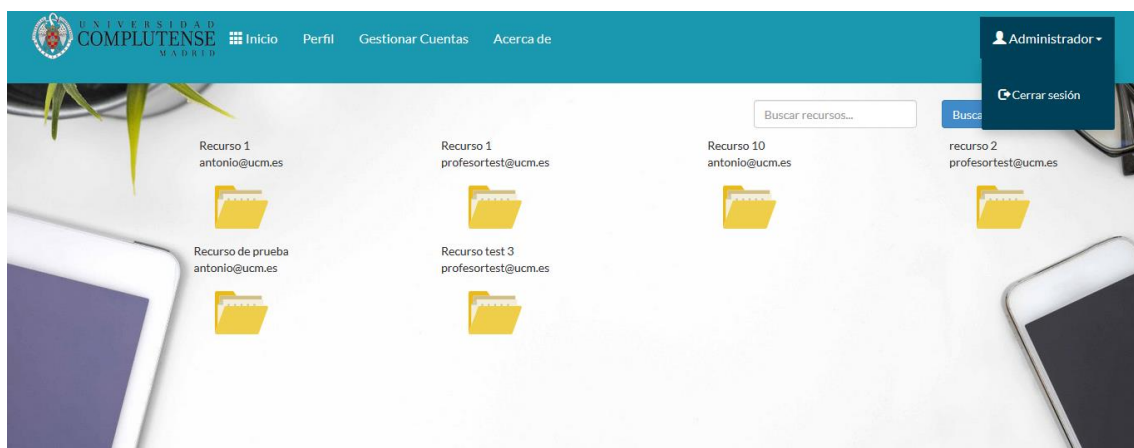 UNIVERSIDAD
COMPLUTENSE
MADRID
Inicio Perfil Gestionar Cuentas Acerca de
Administrador
Cerrar sesión
Buscar recursos...
Recurso 1
antonio@ucm.es
Recurso 1
profesortest@ucm.es
Recurso 10
antonio@ucm.es
recurso 2
profesortest@ucm.es
Recurso de prueba
antonio@ucm.es
Recurso test 3
profesortest@ucm.es